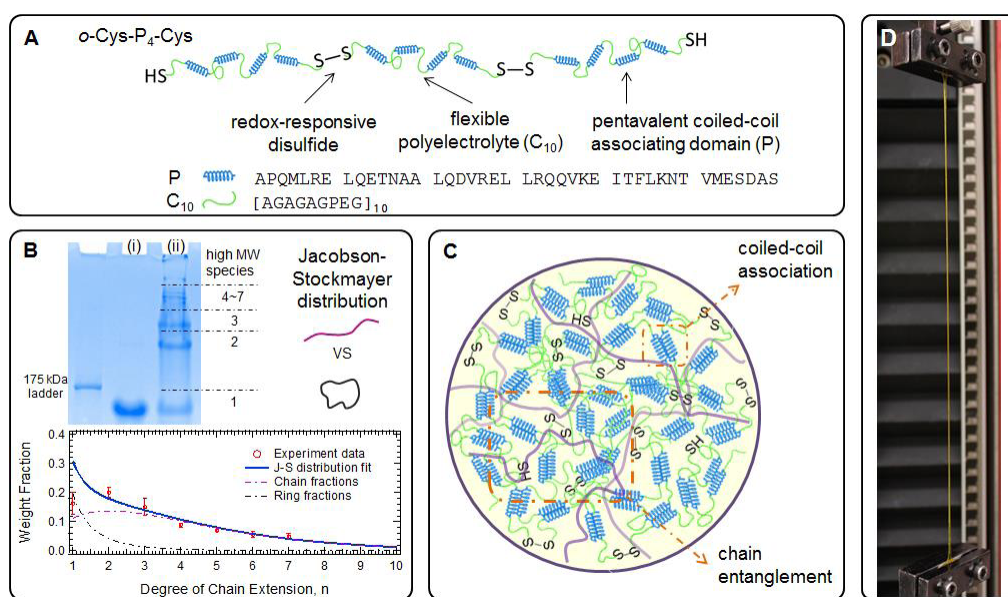 A
o-Cys-P4-Cys
HS
S
S
S
S
SH
redox-responsive
disulfide
flexible
polyelectrolyte (C10)
pentavalent coiled-coil
associating domain (P)
P
APQMLRE LQETNAA LQDVREL LRQQVKE ITFLKNT VMESDAS
C10
[AGAGAGPEG]10
B
(i)
(ii)
high MW
species
4~7
3
2
1
175 kDa
ladder
Jacobson-
Stockmayer
distribution
VS
Weight Fraction
0.4
0.3
0.2
0.1
0.0
Experiment data
J-S distribution fit
Chain fractions
Ring fractions
1 2 3 4 5 6 7 8 9 10
Degree of Chain Extension, n
C
coiled-coil
association
S
S
HS
S
S
S-S
S
S
S-S
S-S
S S
S-S
S
S
SH
HS
S-S
S-S
S-S
chain
entanglement
D